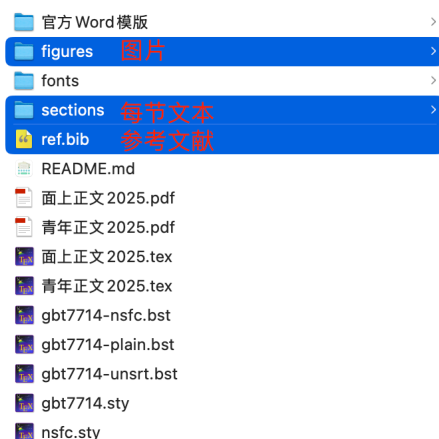 官方Word模版
figures 图片
fonts
sections 每节文本
ref.bib 参考文献
README.md
面上正文2025.pdf
青年正文2025.pdf
面上正文2025.tex
青年正文2025.tex
gbt7714-nsfc.bst
gbt7714-plain.bst
gbt7714-unsrt.bst
gbt7714.sty
nsfc.sty